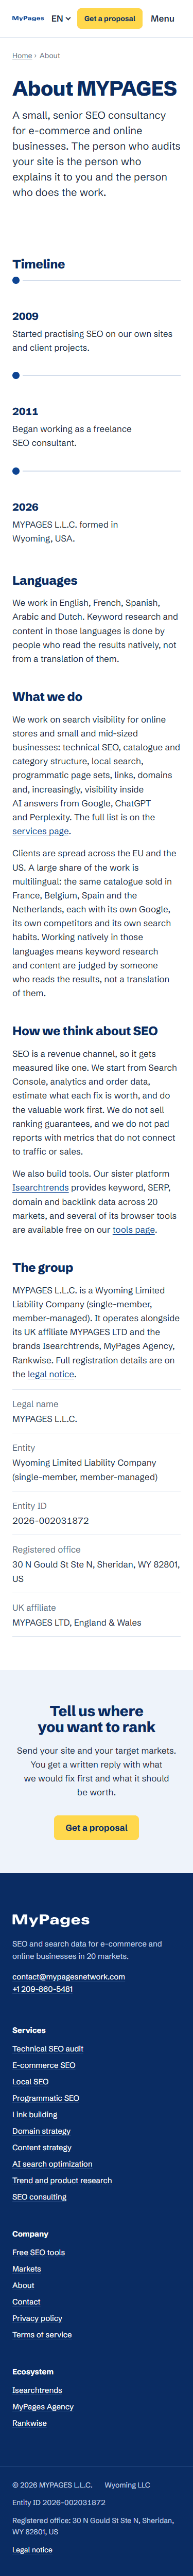 MyPages EN Get a proposal Menu
Home › About
About MYPAGES
A small, senior SEO consultancy
for e-commerce and online
businesses. The person who audits
your site is the person who
explains it to you and the person
who does the work.
Timeline
2009
Started practising SEO on our own sites
and client projects.
2011
Began working as a freelance
SEO consultant.
2026
MYPAGES L.L.C. formed in
Wyoming, USA.
Languages
We work in English, French, Spanish,
Arabic and Dutch. Keyword research and
content in those languages is done by
people who read the results natively, not
from a translation of them.
What we do
We work on search visibility for online
stores and small and mid-sized
businesses: technical SEO, catalogue and
category structure, local search,
programmatic page sets, links, domains
and, increasingly, visibility inside
AI answers from Google, ChatGPT
and Perplexity. The full list is on the
services page.
Clients are spread across the EU and the
US. A large share of the work is
multilingual: the same catalogue sold in
France, Belgium, Spain and the
Netherlands, each with its own Google,
its own competitors and its own search
habits. Working natively in those
languages means keyword research
and content are judged by someone
who reads the results, not a translation
of them.
How we think about SEO
SEO is a revenue channel, so it gets
measured like one. We start from Search
Console, analytics and order data,
estimate what each fix is worth, and do
the valuable work first. We do not sell
ranking guarantees, and we do not pad
reports with metrics that do not connect
to traffic or sales.
We also build tools. Our sister platform
Isearchtrends provides keyword, SERP,
domain and backlink data across 20
markets, and several of its browser tools
are available free on our tools page.
The group
MYPAGES L.L.C. is a Wyoming Limited
Liability Company (single-member,
member-managed). It operates alongside
its UK affiliate MYPAGES LTD and the
brands Isearchtrends, MyPages Agency,
Rankwise. Full registration details are on
the legal notice.
Legal name
MYPAGES L.L.C.
Entity
Wyoming Limited Liability Company
(single-member, member-managed)
Entity ID
2026-002031872
Registered office
30 N Gould St Ste N, Sheridan, WY 82801,
US
UK affiliate
MYPAGES LTD, England & Wales
Tell us where
you want to rank
Send your site and your target markets.
You get a written reply with what
we would fix first and what it should
be worth.
Get a proposal
MyPages
SEO and search data for e-commerce and
online businesses in 20 markets.
contact@mypagesnetwork.com
+1 209-860-5481
Services
Technical SEO audit
E-commerce SEO
Local SEO
Programmatic SEO
Link building
Domain strategy
Content strategy
AI search optimization
Trend and product research
SEO consulting
Company
Free SEO tools
Markets
About
Contact
Privacy policy
Terms of service
Ecosystem
Isearchtrends
MyPages Agency
Rankwise
© 2026 MYPAGES L.L.C. Wyoming LLC
Entity ID 2026-002031872
Registered office: 30 N Gould St Ste N, Sheridan,
WY 82801, US
Legal notice